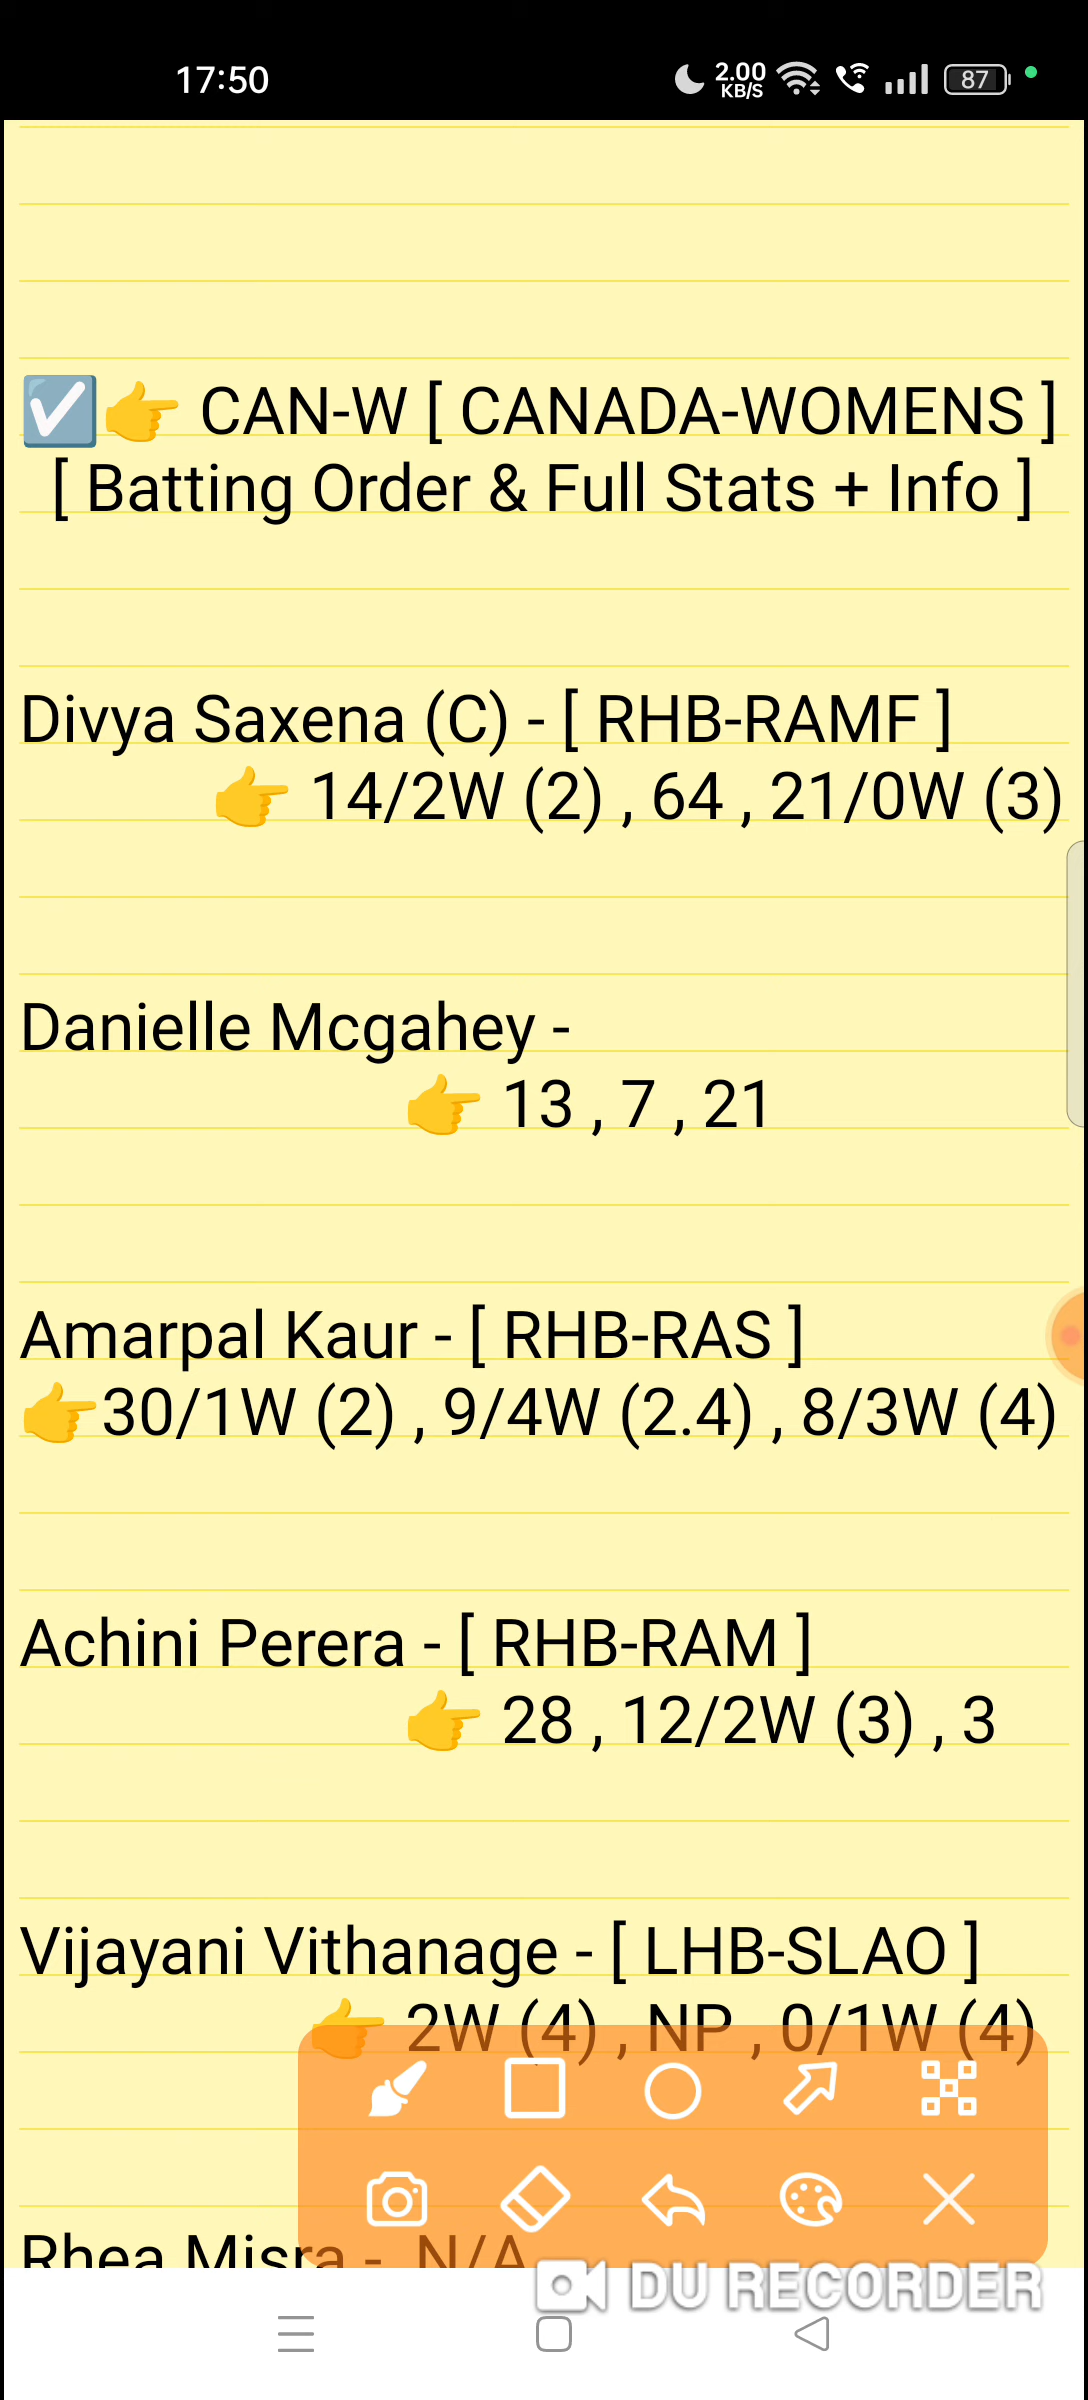 17:50
2.00
KB/S
87
☑️👉 CAN-W [ CANADA-WOMENS ]
[ Batting Order & Full Stats + Info ]
Divya Saxena (C) - [ RHB-RAMF ]
👉 14/2W (2) , 64 , 21/0W (3)
Danielle Mcgahey -
👉 13 , 7 , 21
Amarpal Kaur - [ RHB-RAS ]
👉30/1W (2) , 9/4W (2.4) , 8/3W (4)
Achini Perera - [ RHB-RAM ]
👉 28 , 12/2W (3) , 3
Vijayani Vithanage - [ LHB-SLAO ]
👉 2W (4) , NP , 0/1W (4)
Rhea Misra - N/A
DU RECORDER